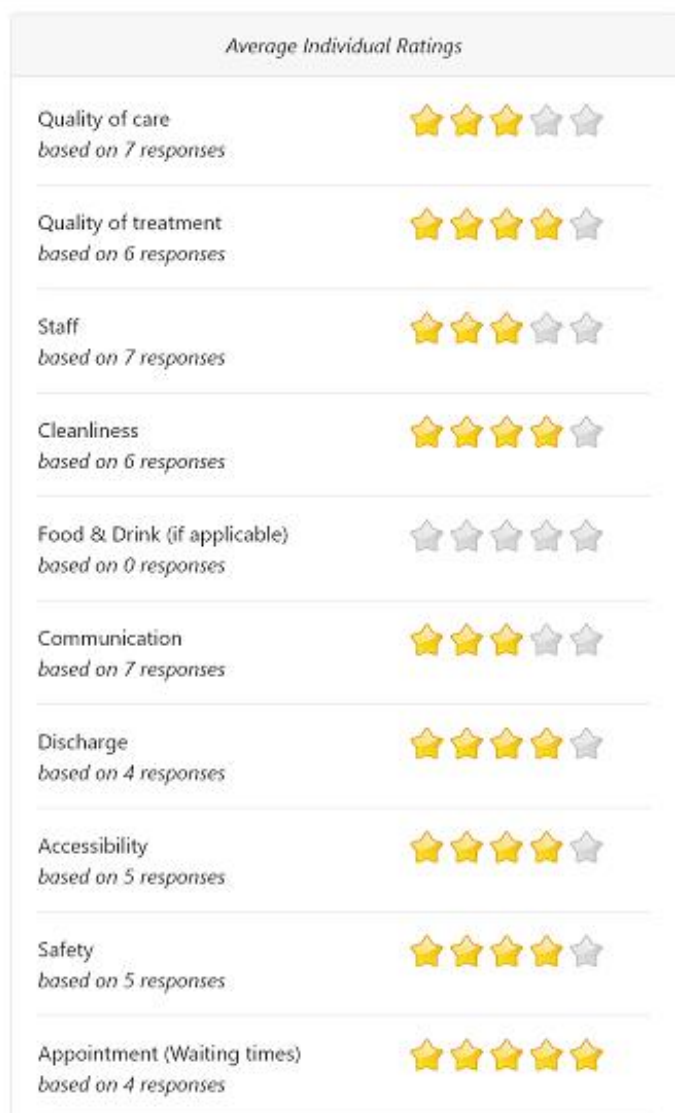 Average Individual Ratings
Quality of care
based on 7 responses
Quality of treatment
based on 6 responses
Staff
based on 7 responses
Cleanliness
based on 6 responses
Food & Drink (if applicable)
based on 0 responses
Communication
based on 7 responses
Discharge
based on 4 responses
Accessibility
based on 5 responses
Safety
based on 5 responses
Appointment (Waiting times)
based on 4 responses